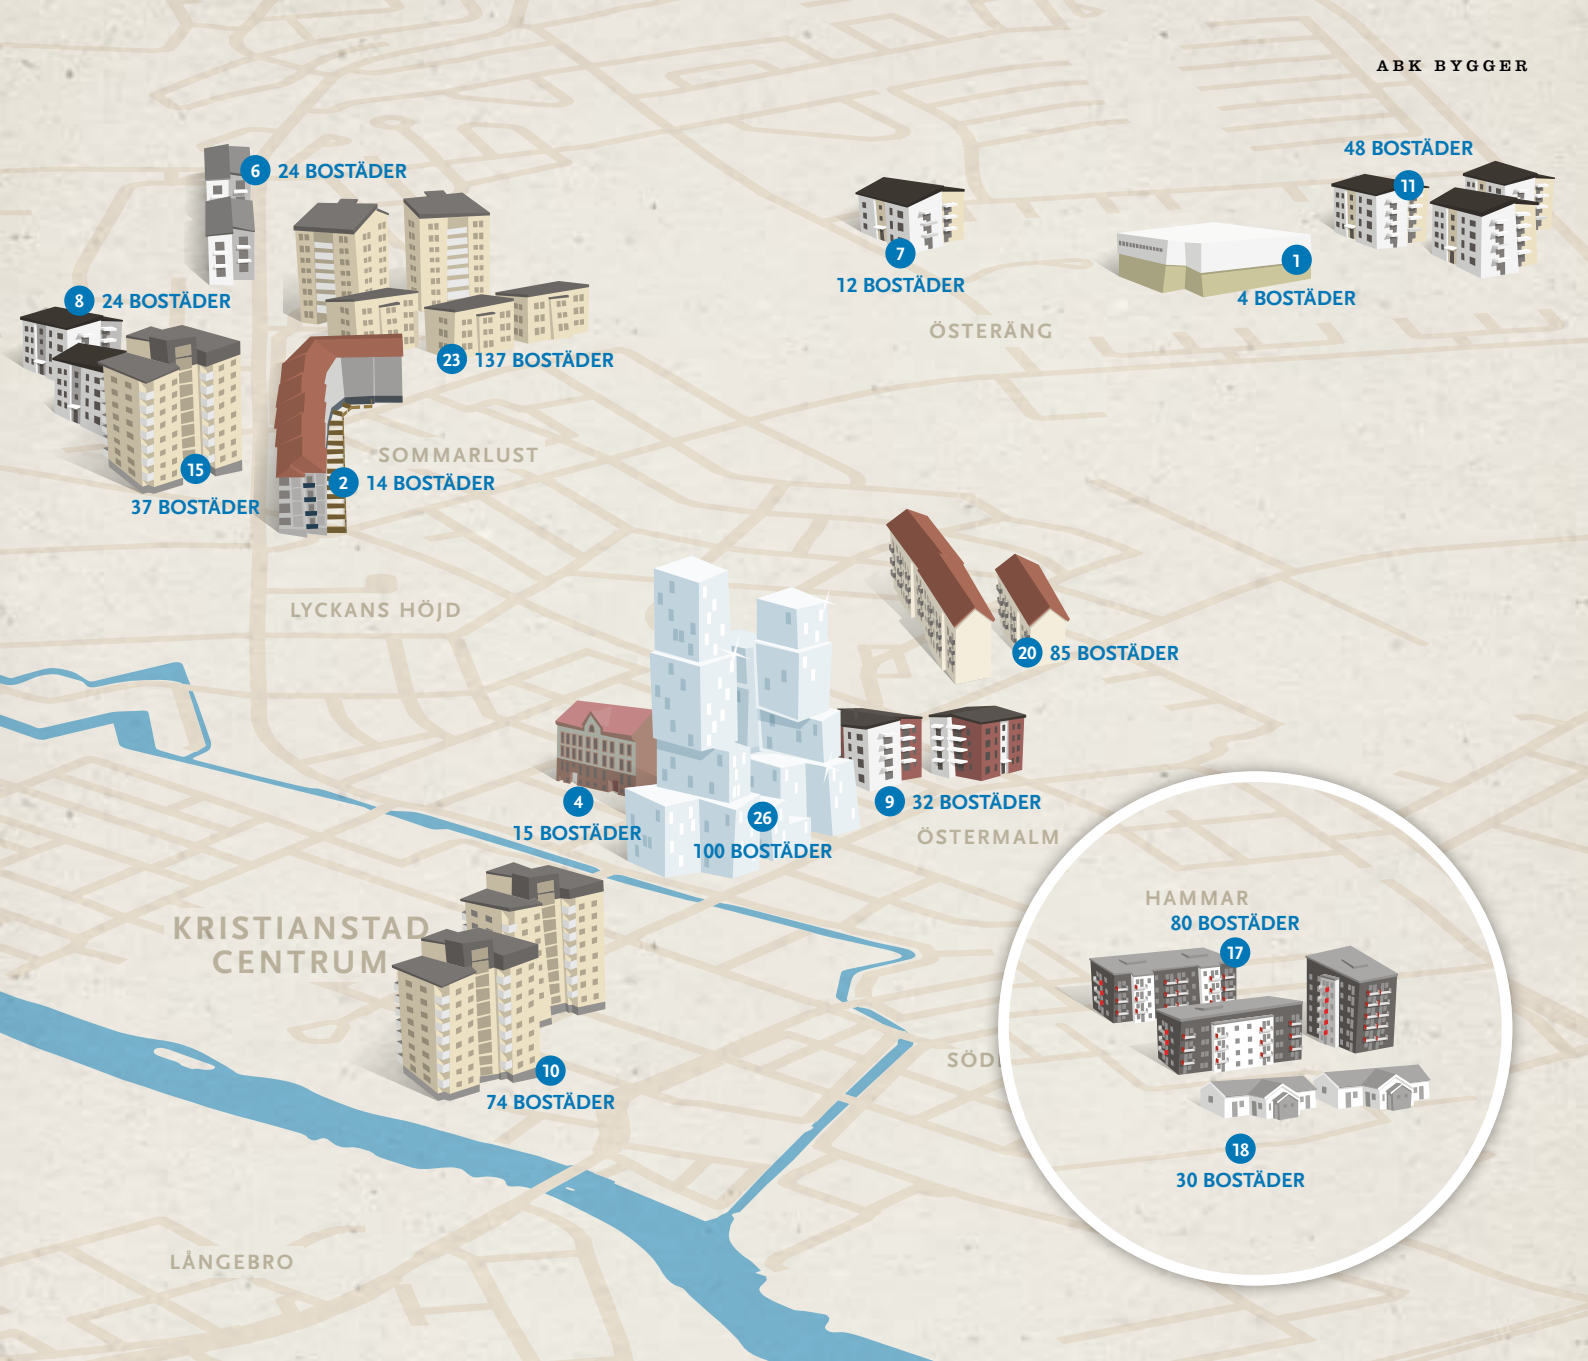 ABK BYGGER
48 BOSTÄDER
11
6 24 BOSTÄDER
7
12 BOSTÄDER
1
4 BOSTÄDER
8 24 BOSTÄDER
ÖSTERÄNG
23 137 BOSTÄDER
SOMMARLUST
15
37 BOSTÄDER
2 14 BOSTÄDER
LYCKANS HÖJD
20 85 BOSTÄDER
4
15 BOSTÄDER
26
100 BOSTÄDER
9 32 BOSTÄDER
ÖSTERMALM
HAMMAR
80 BOSTÄDER
17
KRISTIANSTAD
CENTRUM
10
74 BOSTÄDER
SÖD
18
30 BOSTÄDER
LÅNGEBRO